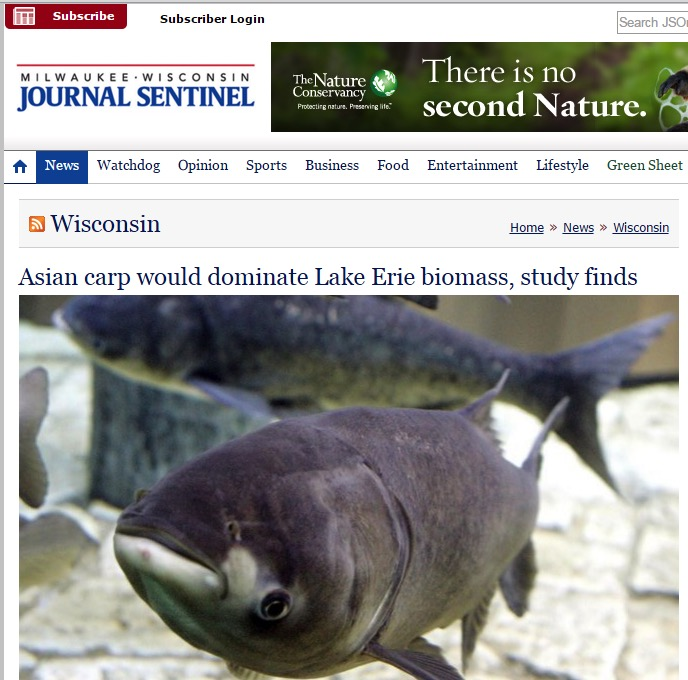 Subscribe
Subscriber Login
Search JSOn
MILWAUKEE·WISCONSIN
JOURNAL SENTINEL
The Nature
Conservancy
Protecting nature. Preserving life.™
There is no
second Nature.
News Watchdog Opinion Sports Business Food Entertainment Lifestyle Green Sheet
Wisconsin
Home » News » Wisconsin
Asian carp would dominate Lake Erie biomass, study finds